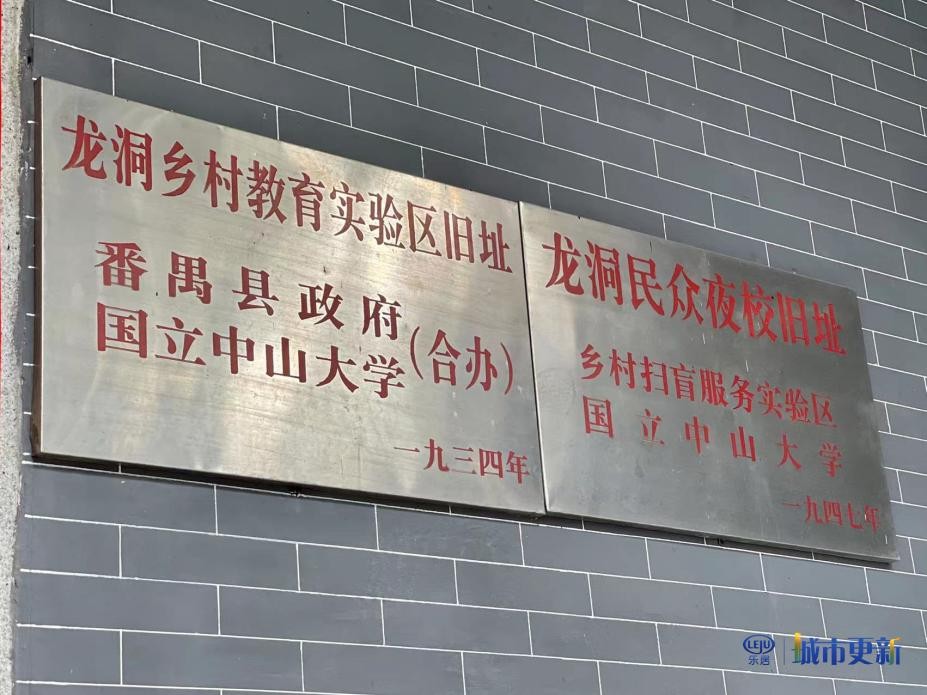 龙洞乡村教育实验区旧址
番禺县政府
国立中山大学(合办)
一九三四年
龙洞民众夜校旧址
乡村扫盲服务实验区
国立中山大学
一九四七年
LEJU
乐居
城市更新